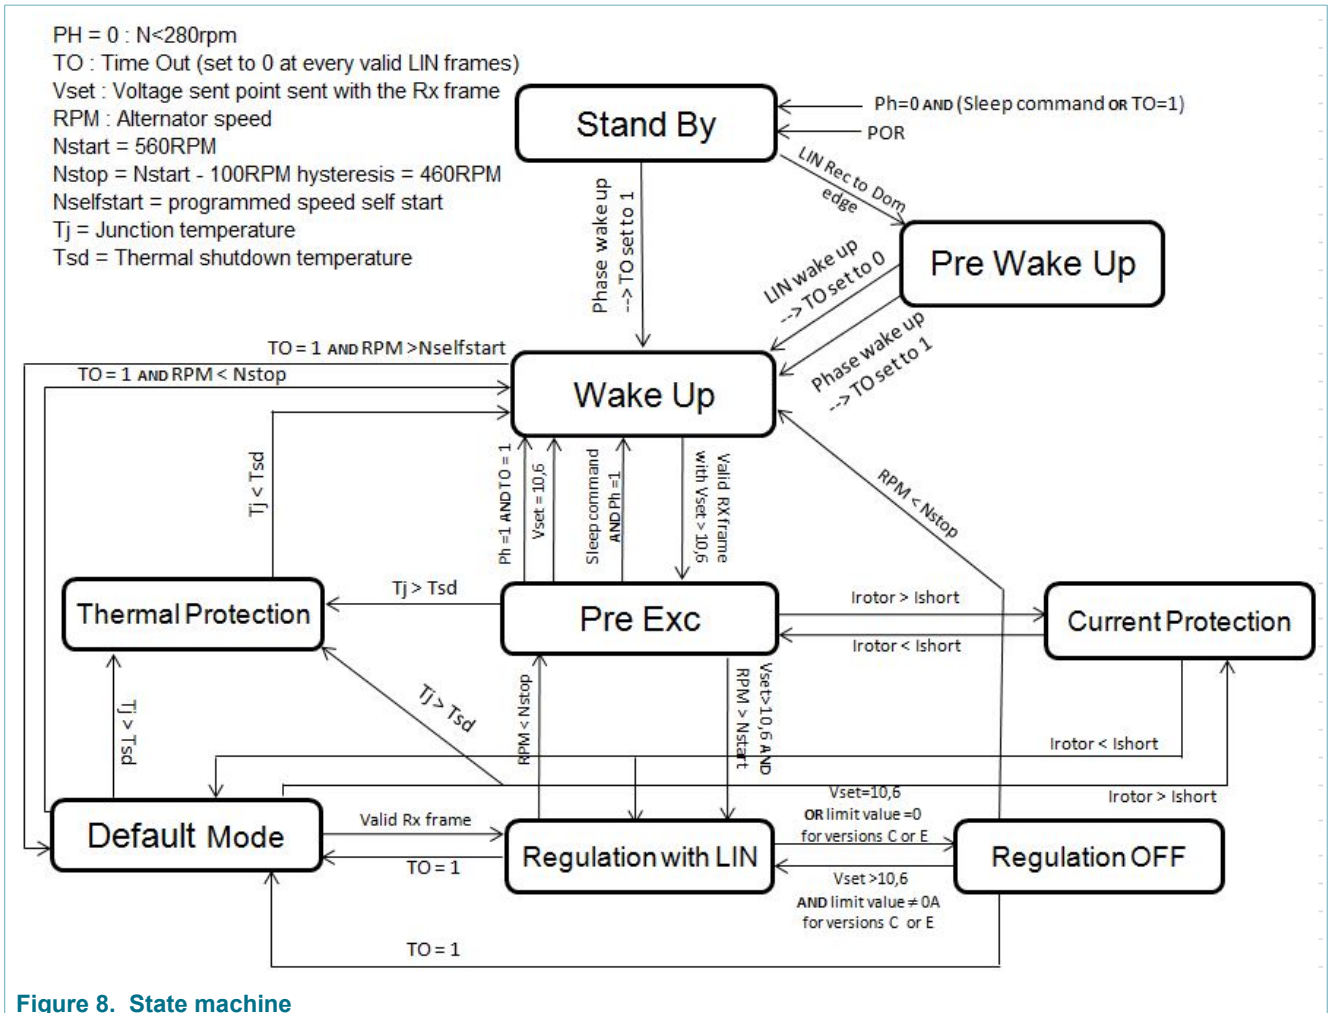 PH = 0 : N<280rpm
TO : Time Out (set to 0 at every valid LIN frames)
Vset : Voltage sent point sent with the Rx frame
RPM : Alternator speed
Nstart = 560RPM
Nstop = Nstart - 100RPM hysteresis = 460RPM
Nselfstart = programmed speed self start
Tj = Junction temperature
Tsd = Thermal shutdown temperature
Stand By
Ph=0 AND (Sleep command OR TO=1)
POR
LIN Rec to Dom
edge
Phase wake up
--> TO set to 1
Pre Wake Up
LIN wake up
--> TO set to 0
Phase wake up
--> TO set to 1
TO = 1 AND RPM >Nselfstart
TO = 1 AND RPM < Nstop
Wake Up
Tj < Tsd
Ph =1 AND TO = 1
Vset = 10,6
Sleep command
AND Ph =1
Valid RX frame
with Vset > 10,6
RPM < Nstop
Thermal Protection
Tj > Tsd
Pre Exc
Irotor > Ishort
Irotor < Ishort
Current Protection
Tj > Tsd
Tj > Tsd
RPM < Nstop
Vset>10,6 AND
RPM > Nstart
Irotor < Ishort
Irotor > Ishort
Default Mode
Valid Rx frame
TO = 1
Regulation with LIN
Vset=10,6
OR limit value =0
for versions C or E
Vset >10,6
AND limit value ≠ 0A
for versions C or E
Regulation OFF
TO = 1
Figure 8. State machine